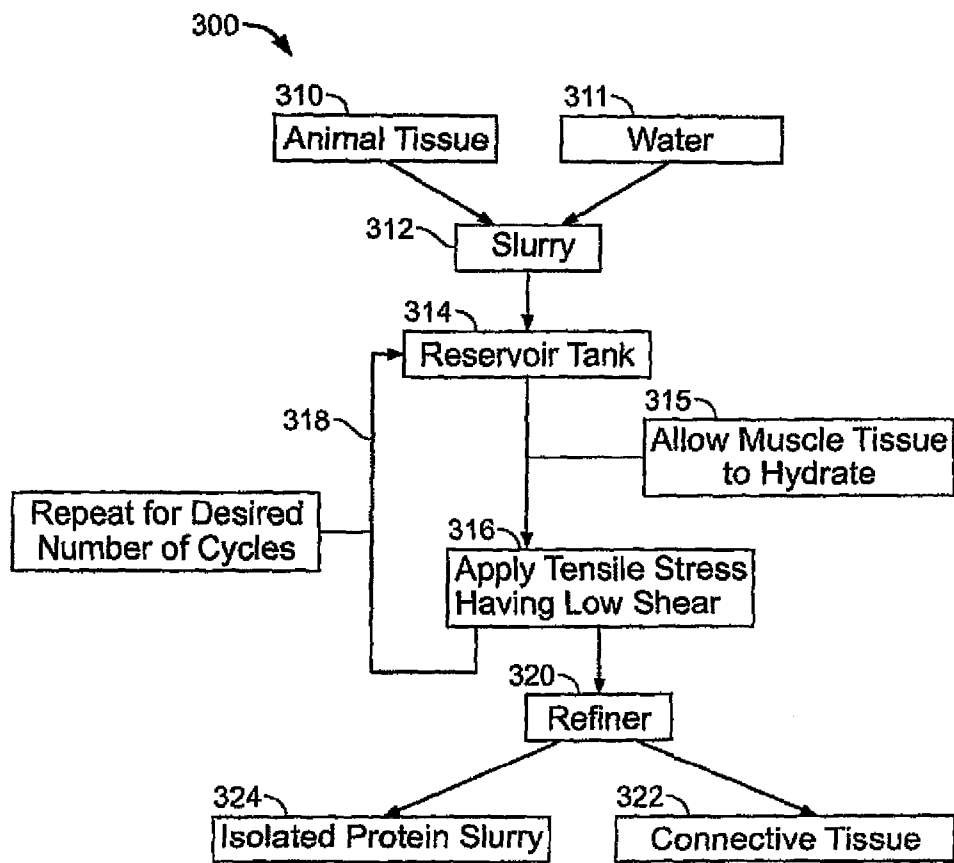 300
310
311
Animal Tissue
Water
312
Slurry
314
Reservoir Tank
318
315
Allow Muscle Tissue
to Hydrate
Repeat for Desired
Number of Cycles
316
Apply Tensile Stress
Having Low Shear
320
Refiner
324
322
Isolated Protein Slurry
Connective Tissue